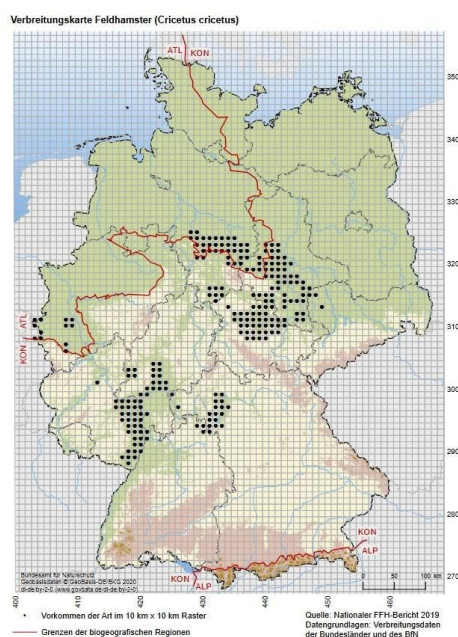 Verbreitungskarte Feldhamster (Cricetus cricetus)
ATL KON
350
340
330
320
ATL
310
KON
300
290
280
KON
ALP
KON
ALP
270
Bundesamt für Naturschutz
Geobasisdaten © GeoBasis-DE/BKG 2020
dl-de/by-2-0 (www.govdata.de/dl-de/by-2-0)
0 50 100 km
400 410 420 430 440 450 460
• Vorkommen der Art im 10 km x 10 km Raster
Grenzen der biogeografischen Regionen
Quelle: Nationaler FFH-Bericht 2019
Datengrundlagen: Verbreitungsdaten
der Bundesländer und des BfN